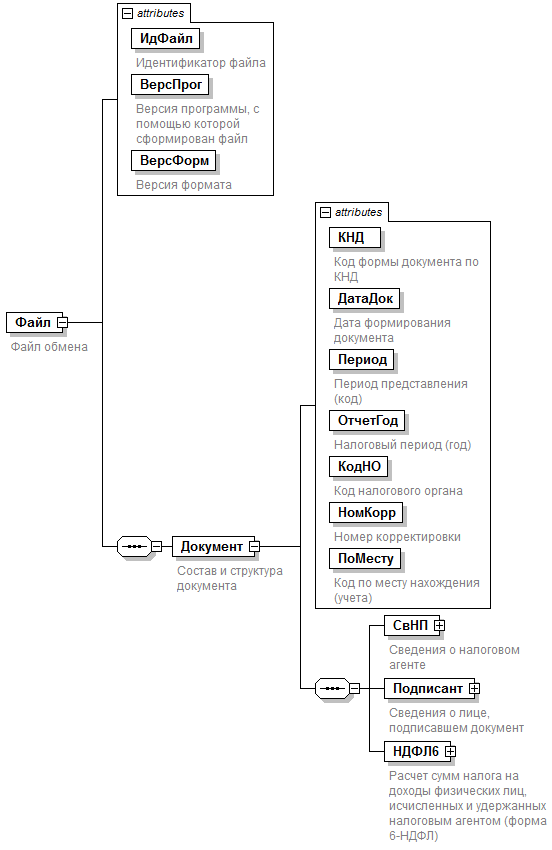 attributes
ИдФайл
Идентификатор файла
ВерсПрог
Версия программы, с
помощью которой
сформирован файл
ВерсФорм
Версия формата
attributes
КНД
Код формы документа по
КНД
ДатаДок
Дата формирования
документа
Период
Период представления
(код)
ОтчетГод
Налоговый период (год)
КодНО
Код налогового органа
НомКорр
Номер корректировки
ПоМесту
Код по месту нахождения
(учета)
Файл
Файл обмена
Документ
Состав и структура
документа
СвНП
Сведения о налоговом
агенте
Подписант
Сведения о лице,
подписавшем документ
НДФЛ6
Расчет сумм налога на
доходы физических лиц,
исчисленных и удержанных
налоговым агентом (форма
6-НДФЛ)